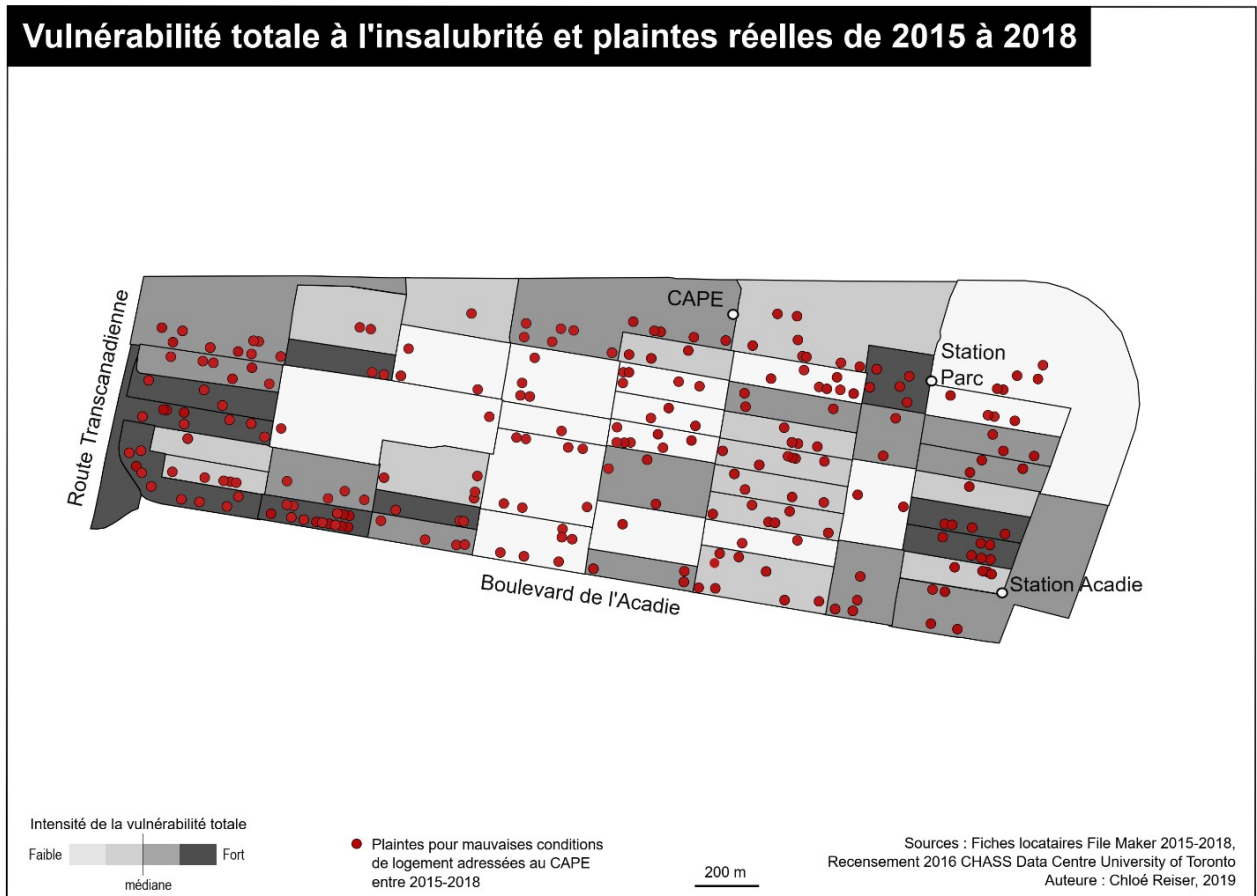 Vulnérabilité totale à l'insalubrité et plaintes réelles de 2015 à 2018
Route Transcanadienne
CAPE
Station
Parc
Boulevard de l'Acadie
Station Acadie
Intensité de la vulnérabilité totale
Faible
Fort
médiane
Plaintes pour mauvaises conditions
de logement adressées au CAPE
entre 2015-2018
200 m
Sources : Fiches locataires File Maker 2015-2018,
Recensement 2016 CHASS Data Centre University of Toronto
Auteure : Chloé Reiser, 2019